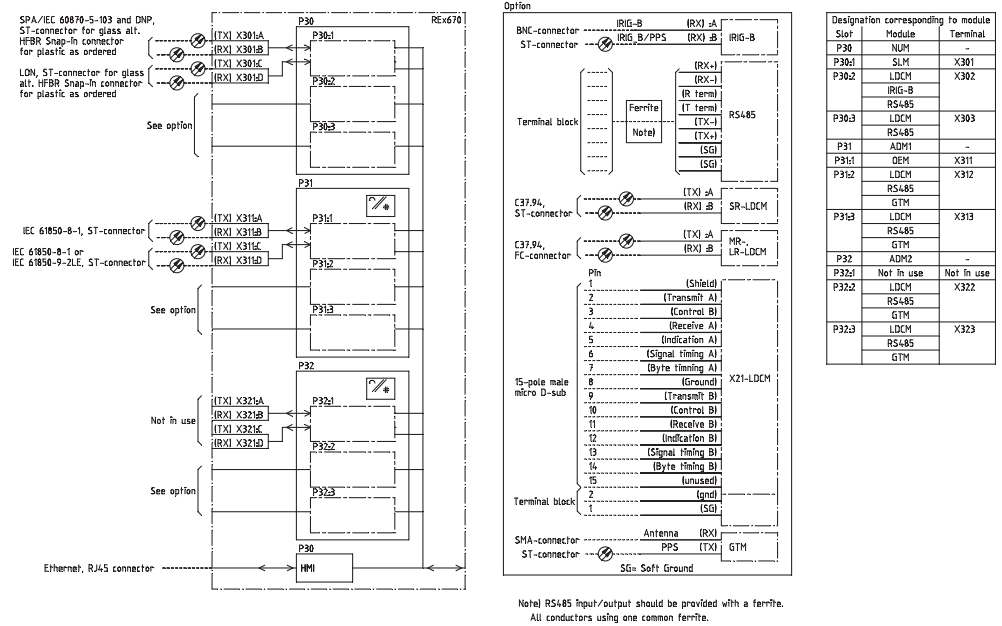 SPA/IEC 60870-5-103 and DNP,
ST-connector for glass alt.
HFBR Snap-in connector
for plastic as ordered
LON, ST-connector for glass
alt. HFBR Snap-in connector
for plastic as ordered
See option
(TX) X301:A
(RX) X301:B
(TX) X301:C
(RX) X301:D
P30
REx670
P30:1
P30:2
P30:3
P31
P31:1
P31:2
P31:3
IEC 61850-8-1, ST-connector
IEC 61850-8-1 or
IEC 61850-9-2LE, ST-connector
(TX) X311:A
(RX) X311:B
(TX) X311:C
(RX) X311:D
See option
P32
P32:1
P32:2
P32:3
Not in use
(TX) X321:A
(RX) X321:B
(TX) X321:C
(RX) X321:D
See option
P30
HMI
Ethernet, RJ45 connector
Option
BNC-connector IRIG-B (RX) :A
ST-connector IRIG_B/PPS (RX) :B
IRIG-B
Terminal block
Ferrite
Note)
(RX+)
(RX-)
(R term)
(T term)
(TX-)
(TX+)
(SG)
(SG)
RS485
C37.94,
ST-connector
(TX) :A
(RX) :B
SR-LDCM
C37.94,
FC-connector
(TX) :A
(RX) :B
MR-,
LR-LDCM
Pin
1 (Shield)
2 (Transmit A)
3 (Control B)
4 (Receive A)
5 (Indication A)
6 (Signal timing A)
7 (Byte timning A)
8 (Ground)
9 (Transmit B)
10 (Control B)
11 (Receive B)
12 (Indication B)
13 (Signal timing B)
14 (Byte timing B)
15 (unused)
2 (gnd)
1 (SG)
15-pole male
micro D-sub
Terminal block
X21-LDCM
SMA-connector Antenna (RX)
ST-connector PPS (TX)
GTM
SG= Soft Ground
Note) RS485 input/output should be provided with a ferrite.
All conductors using one common ferrite.
Designation corresponding to module
Slot Module Terminal
P30 NUM -
P30:1 SLM X301
P30:2 LDCM X302
IRIG-B
RS485
P30:3 LDCM X303
RS485
P31 ADM1 -
P31:1 OEM X311
P31:2 LDCM X312
RS485
GTM
P31:3 LDCM X313
RS485
GTM
P32 ADM2 -
P32:1 Not in use Not in use
P32:2 LDCM X322
RS485
GTM
P32:3 LDCM X323
RS485
GTM